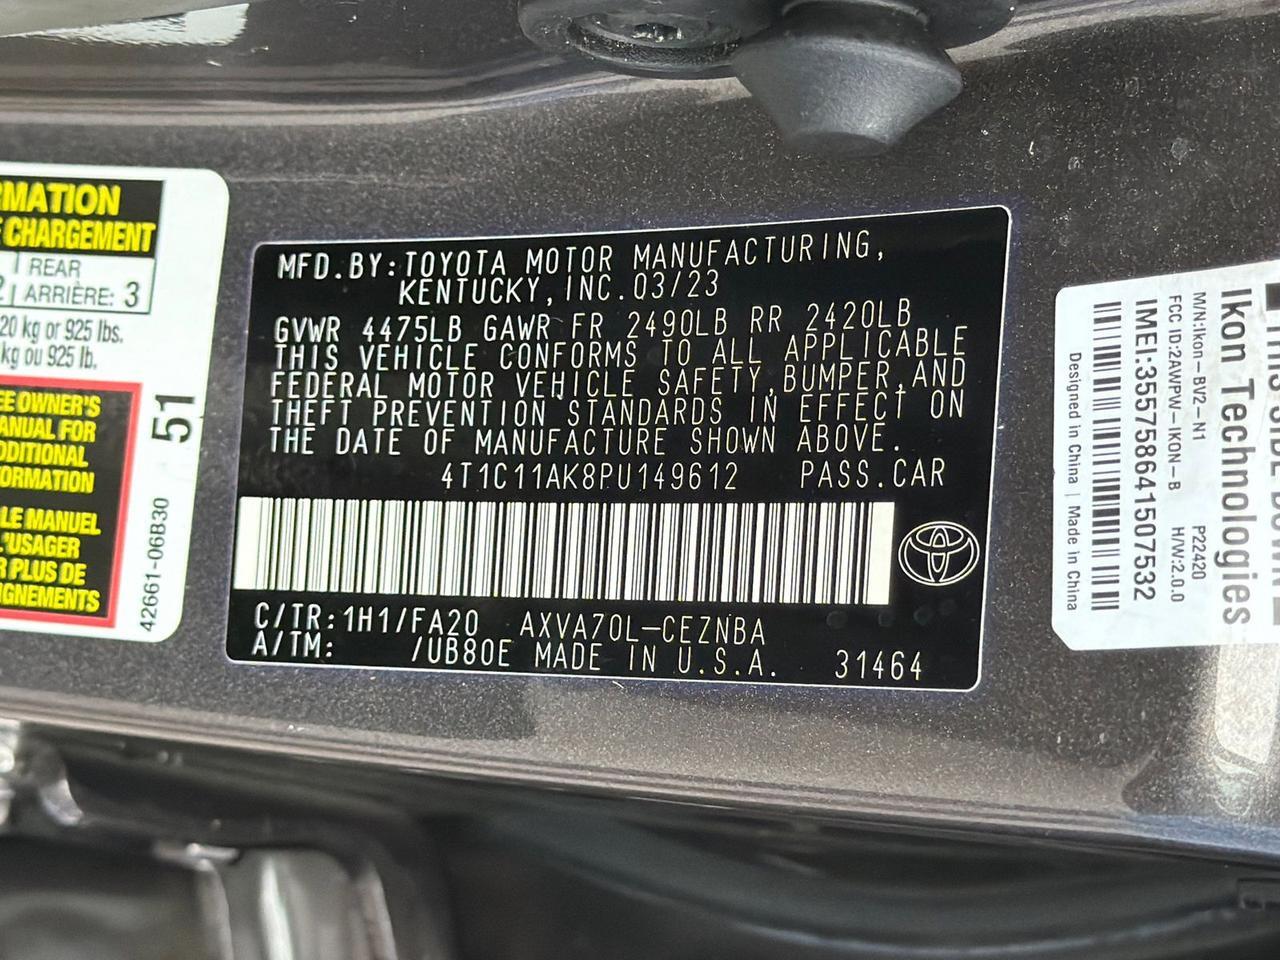 RMATION
E CHARGEMENT
REAR
ARRIÈRE: 3
20 kg or 925 lbs.
kg ou 925 lb.
EE OWNER'S
ANUAL FOR
DDITIONAL
FORMATION
LE MANUEL
L'USAGER
R PLUS DE
IGNEMENTS
51
42661-06B30
MFD.BY:TOYOTA MOTOR MANUFACTURING,
KENTUCKY,INC.03/23
GVWR 4475LB GAWR FR 2490LB RR 2420LB
THIS VEHICLE CONFORMS TO ALL APPLICABLE
FEDERAL MOTOR VEHICLE SAFETY,BUMPER,AND
THEFT PREVENTION STANDARDS IN EFFECT ON
THE DATE OF MANUFACTURE SHOWN ABOVE.
4T1C11AK8PU149612 PASS.CAR
C/TR:1H1/FA20 AXVA70L-CEZNBA
A/TM: /UB80E MADE IN U.S.A. 31464
Ikon Technologies
M/N:Ikon-BV2-N1 P22420
FCC ID:2AWPW-IKON-B H/W:2.0.0
IMEI:355758641507532
Designed in China | Made in China